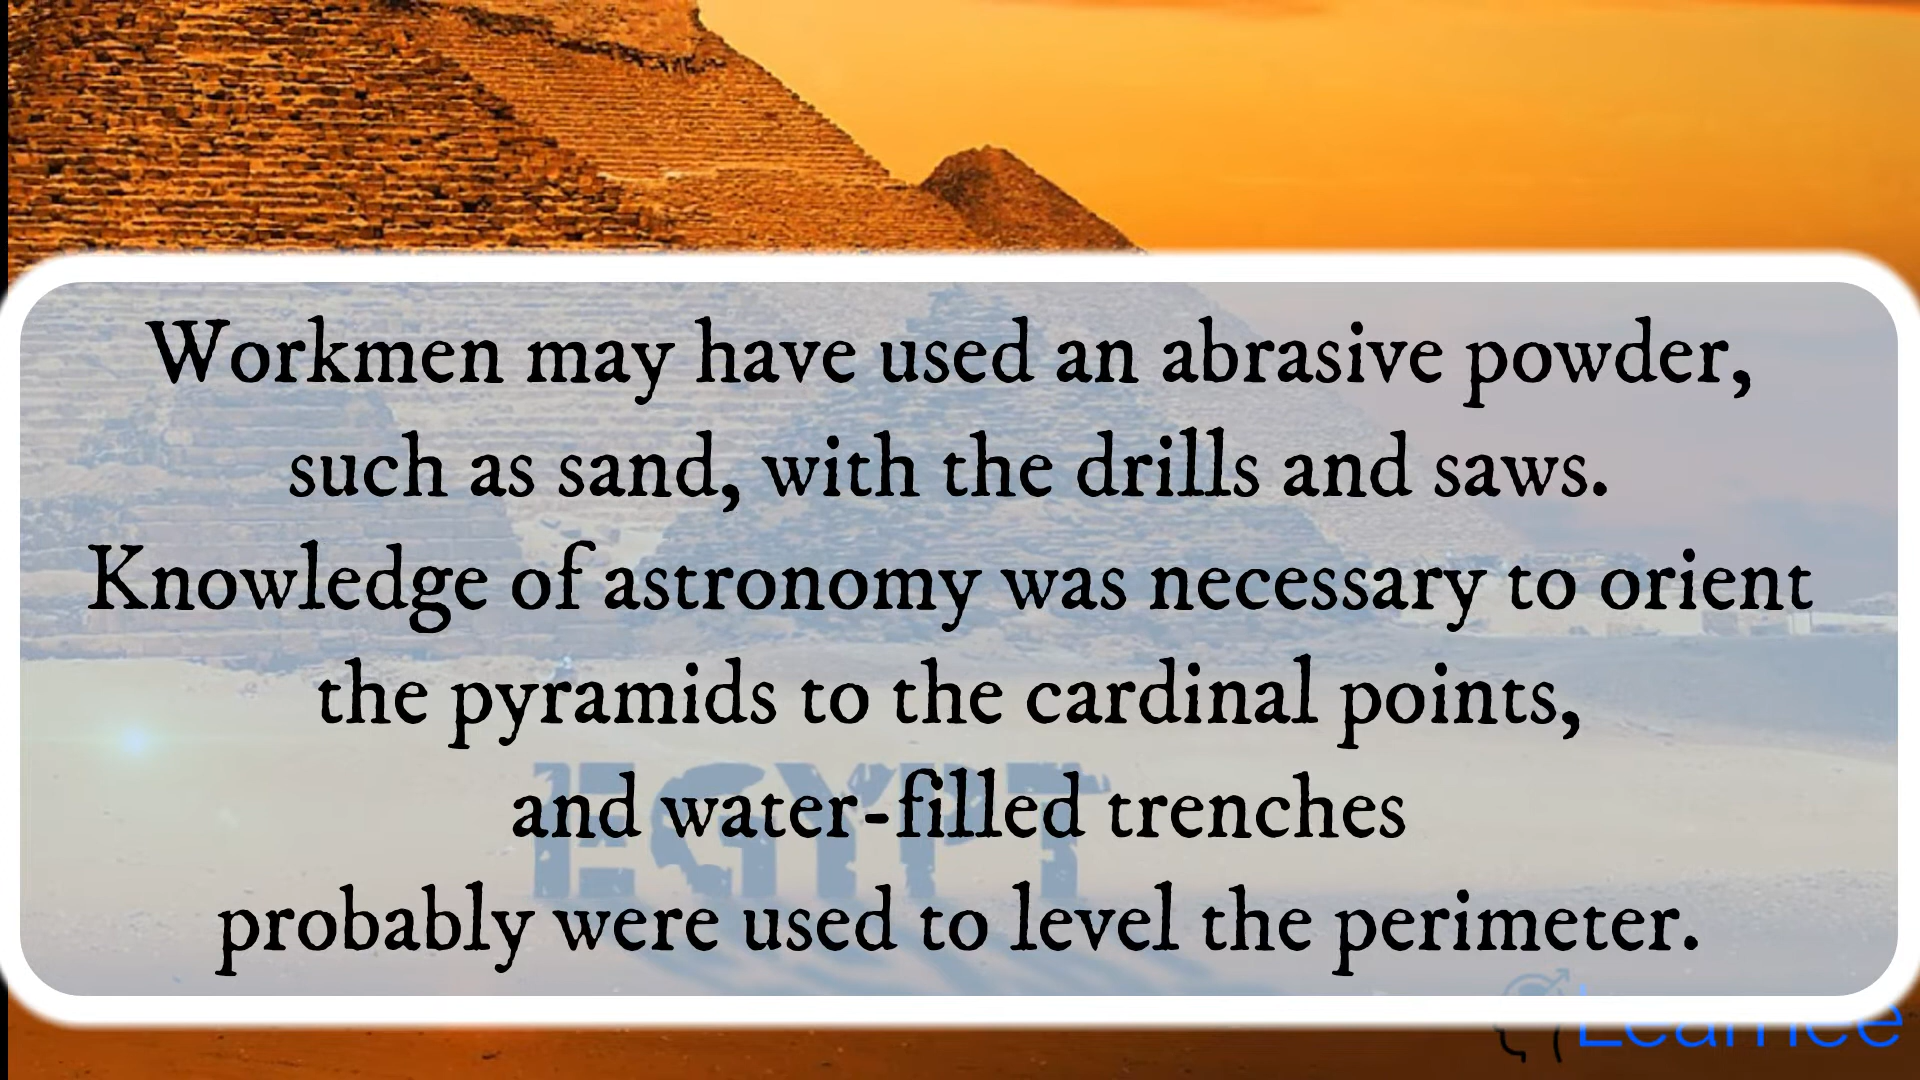 Workmen may have used an abrasive powder,
such as sand, with the drills and saws.
Knowledge of astronomy was necessary to orient
the pyramids to the cardinal points,
and water-filled trenches
probably were used to level the perimeter.
EGYPT
Learnee